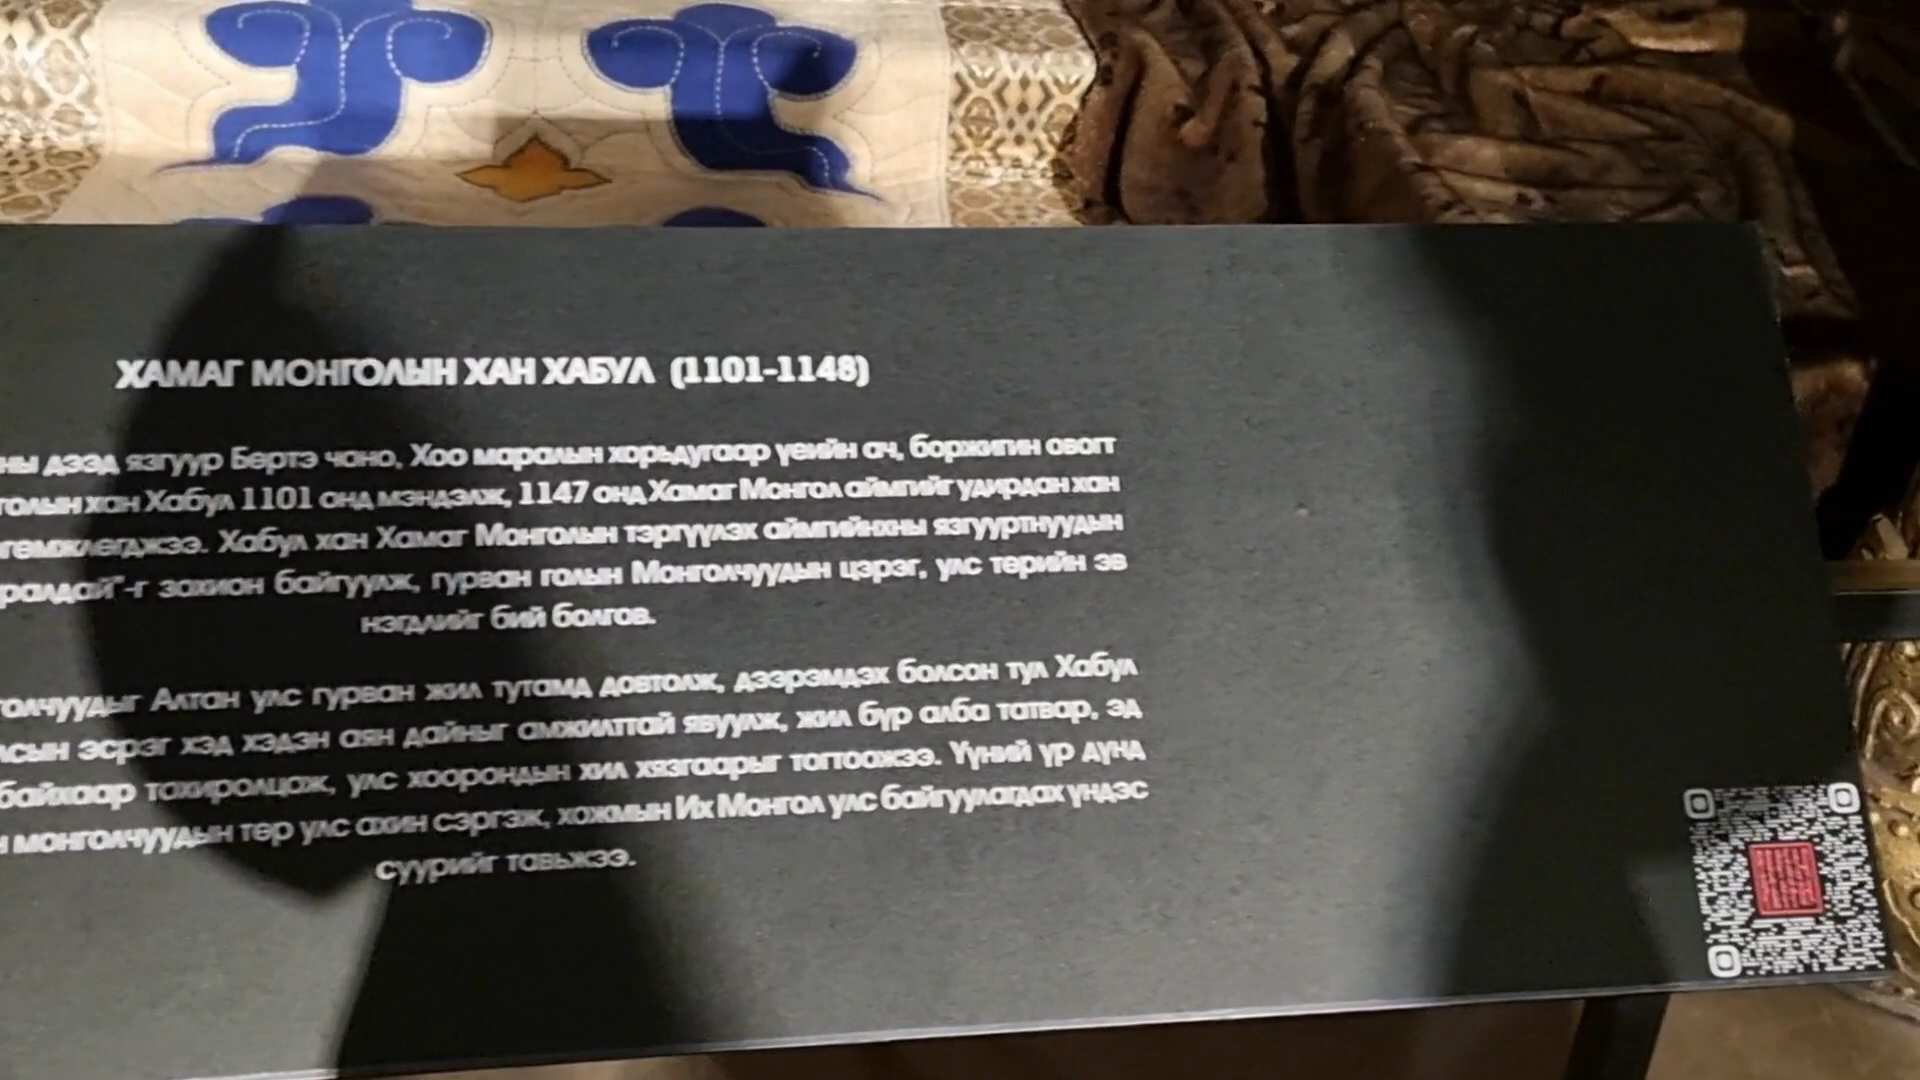 ХАМАГ МОНГОЛЫН ХАН ХАБУЛ (1101-1148)
ны дээд язгуур Бөртэ чоно, Хоо маралын хорьдугаар үеийн ач, боржигин овогт
голын хан Хабул 1101 онд мэндэлж, 1147 онд Хамаг Монгол аймгийг удирдан хан
гөмжлөгджээ. Хабул хан Хамаг Монголын тэргүүлэх аймгийнхны язгууртнуудын
ралдай"-г зохион байгуулж, гурван голын Монголчуудын цэрэг, улс төрийн эв
нэгдлийг бий болгов.
голчуудыг Алтан улс гурван жил тутамд довтолж, дээрэмдэх болсон тул Хабул
лсын эсрэг хэд хэдэн аян дайныг амжилттай явуулж, жил бүр алба татвар, эд
байхаар тохиролцож, улс хоорондын хил хязгаарыг тогтоожээ. Үүний үр дүнд
н монголчуудын төр улс ахин сэргэж, хожмын Их Монгол улс байгуулагдах үндэс
суурийг тавьжээ.